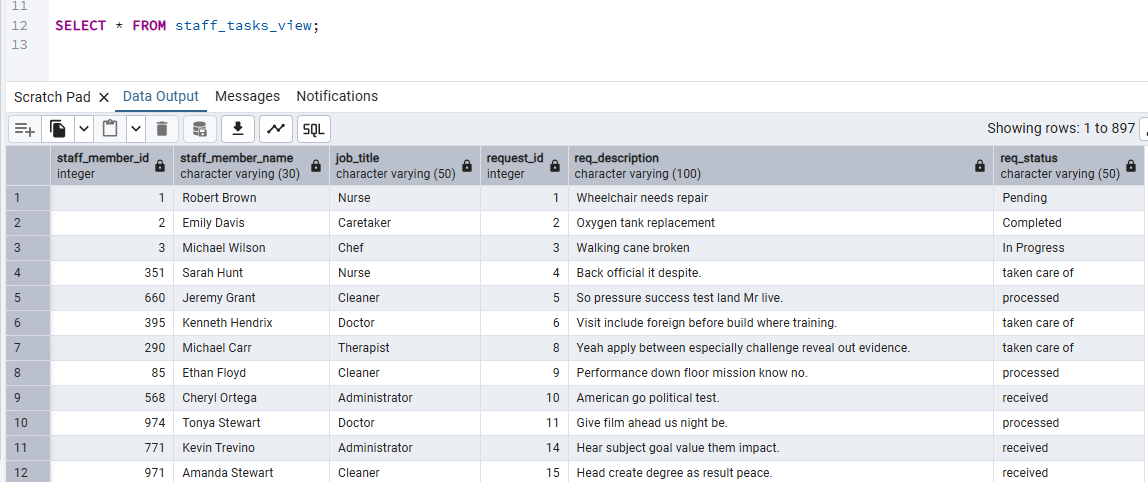 11
12 SELECT * FROM staff_tasks_view;
13
Scratch Pad X Data Output Messages Notifications
SQL Showing rows: 1 to 897
staff_member_id staff_member_name job_title request_id req_description req_status
integer character varying (30) character varying (50) integer character varying (100) character varying (50)
1 1 Robert Brown Nurse 1 Wheelchair needs repair Pending
2 2 Emily Davis Caretaker 2 Oxygen tank replacement Completed
3 3 Michael Wilson Chef 3 Walking cane broken In Progress
4 351 Sarah Hunt Nurse 4 Back official it despite. taken care of
5 660 Jeremy Grant Cleaner 5 So pressure success test land Mr live. processed
6 395 Kenneth Hendrix Doctor 6 Visit include foreign before build where training. taken care of
7 290 Michael Carr Therapist 8 Yeah apply between especially challenge reveal out evidence. taken care of
8 85 Ethan Floyd Cleaner 9 Performance down floor mission know no. processed
9 568 Cheryl Ortega Administrator 10 American go political test. received
10 974 Tonya Stewart Doctor 11 Give film ahead us night be. processed
11 771 Kevin Trevino Administrator 14 Hear subject goal value them impact. received
12 971 Amanda Stewart Cleaner 15 Head create degree as result peace. received